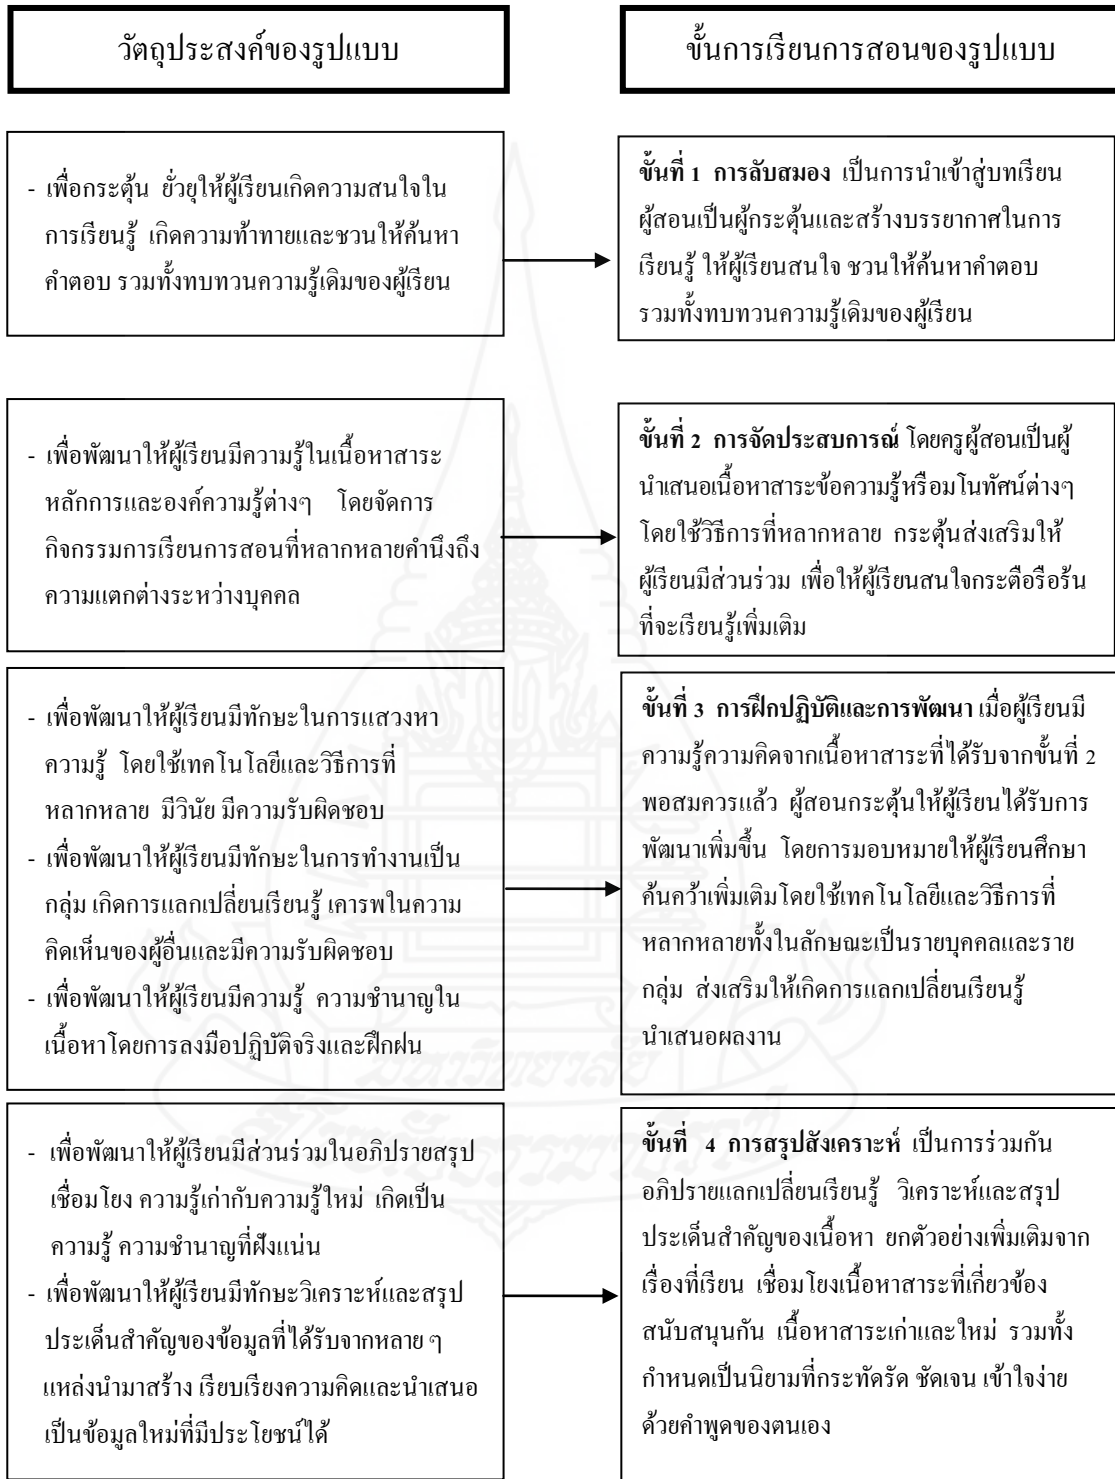 วัตถุประสงค์ของรูปแบบ
ขั้นการเรียนการสอนของรูปแบบ
- เพื่อกระตุ้น ยั่วยุให้ผู้เรียนเกิดความสนใจใน
การเรียนรู้ เกิดความท้าทายและชวนให้ค้นหา
คำตอบ รวมทั้งทบทวนความรู้เดิมของผู้เรียน
ขั้นที่ 1 การลับสมอง เป็นการนำเข้าสู่บทเรียน
ผู้สอนเป็นผู้กระตุ้นและสร้างบรรยากาศในการ
เรียนรู้ ให้ผู้เรียนสนใจ ชวนให้ค้นหาคำตอบ
รวมทั้งทบทวนความรู้เดิมของผู้เรียน
- เพื่อพัฒนาให้ผู้เรียนมีความรู้ในเนื้อหาสาระ
หลักการและองค์ความรู้ต่างๆ โดยจัดการ
กิจกรรมการเรียนการสอนที่หลากหลายคำนึงถึง
ความแตกต่างระหว่างบุคคล
ขั้นที่ 2 การจัดประสบการณ์ โดยครูผู้สอนเป็นผู้
นำเสนอเนื้อหาสาระข้อความรู้หรือมโนทัศน์ต่างๆ
โดยใช้วิธีการที่หลากหลาย กระตุ้นส่งเสริมให้
ผู้เรียนมีส่วนร่วม เพื่อให้ผู้เรียนสนใจกระตือรือร้น
ที่จะเรียนรู้เพิ่มเติม
- เพื่อพัฒนาให้ผู้เรียนมีทักษะในการแสวงหา
ความรู้ โดยใช้เทคโนโลยีและวิธีการที่
หลากหลาย มีวินัย มีความรับผิดชอบ
- เพื่อพัฒนาให้ผู้เรียนมีทักษะในการทำงานเป็น
กลุ่ม เกิดการแลกเปลี่ยนเรียนรู้ เคารพในความ
คิดเห็นของผู้อื่นและมีความรับผิดชอบ
- เพื่อพัฒนาให้ผู้เรียนมีความรู้ ความชำนาญใน
เนื้อหาโดยการลงมือปฏิบัติจริงและฝึกฝน
ขั้นที่ 3 การฝึกปฏิบัติและการพัฒนา เมื่อผู้เรียนมี
ความรู้ความคิดจากเนื้อหาสาระที่ได้รับจากขั้นที่ 2
พอสมควรแล้ว ผู้สอนกระตุ้นให้ผู้เรียนได้รับการ
พัฒนาเพิ่มขึ้น โดยการมอบหมายให้ผู้เรียนศึกษา
ค้นคว้าเพิ่มเติมโดยใช้เทคโนโลยีและวิธีการที่
หลากหลายทั้งในลักษณะเป็นรายบุคคลและราย
กลุ่ม ส่งเสริมให้เกิดการแลกเปลี่ยนเรียนรู้
นำเสนอผลงาน
- เพื่อพัฒนาให้ผู้เรียนมีส่วนร่วมในอภิปรายสรุป
เชื่อมโยง ความรู้เก่ากับความรู้ใหม่ เกิดเป็น
ความรู้ ความชำนาญที่ฝังแน่น
- เพื่อพัฒนาให้ผู้เรียนมีทักษะวิเคราะห์และสรุป
ประเด็นสำคัญของข้อมูลที่ได้รับจากหลาย ๆ
แหล่งนำมาสร้าง เรียบเรียงความคิดและนำเสนอ
เป็นข้อมูลใหม่ที่มีประโยชน์ได้
ขั้นที่ 4 การสรุปสังเคราะห์ เป็นการร่วมกัน
อภิปรายแลกเปลี่ยนเรียนรู้ วิเคราะห์และสรุป
ประเด็นสำคัญของเนื้อหา ยกตัวอย่างเพิ่มเติมจาก
เรื่องที่เรียน เชื่อมโยงเนื้อหาสาระที่เกี่ยวข้อง
สนับสนุนกัน เนื้อหาสาระเก่าและใหม่ รวมทั้ง
กำหนดเป็นนิยามที่กระทัดรัด ชัดเจน เข้าใจง่าย
ด้วยคำพูดของตนเอง
มหาวิทยาลัย
สุโขทัยธรรมาธิราช